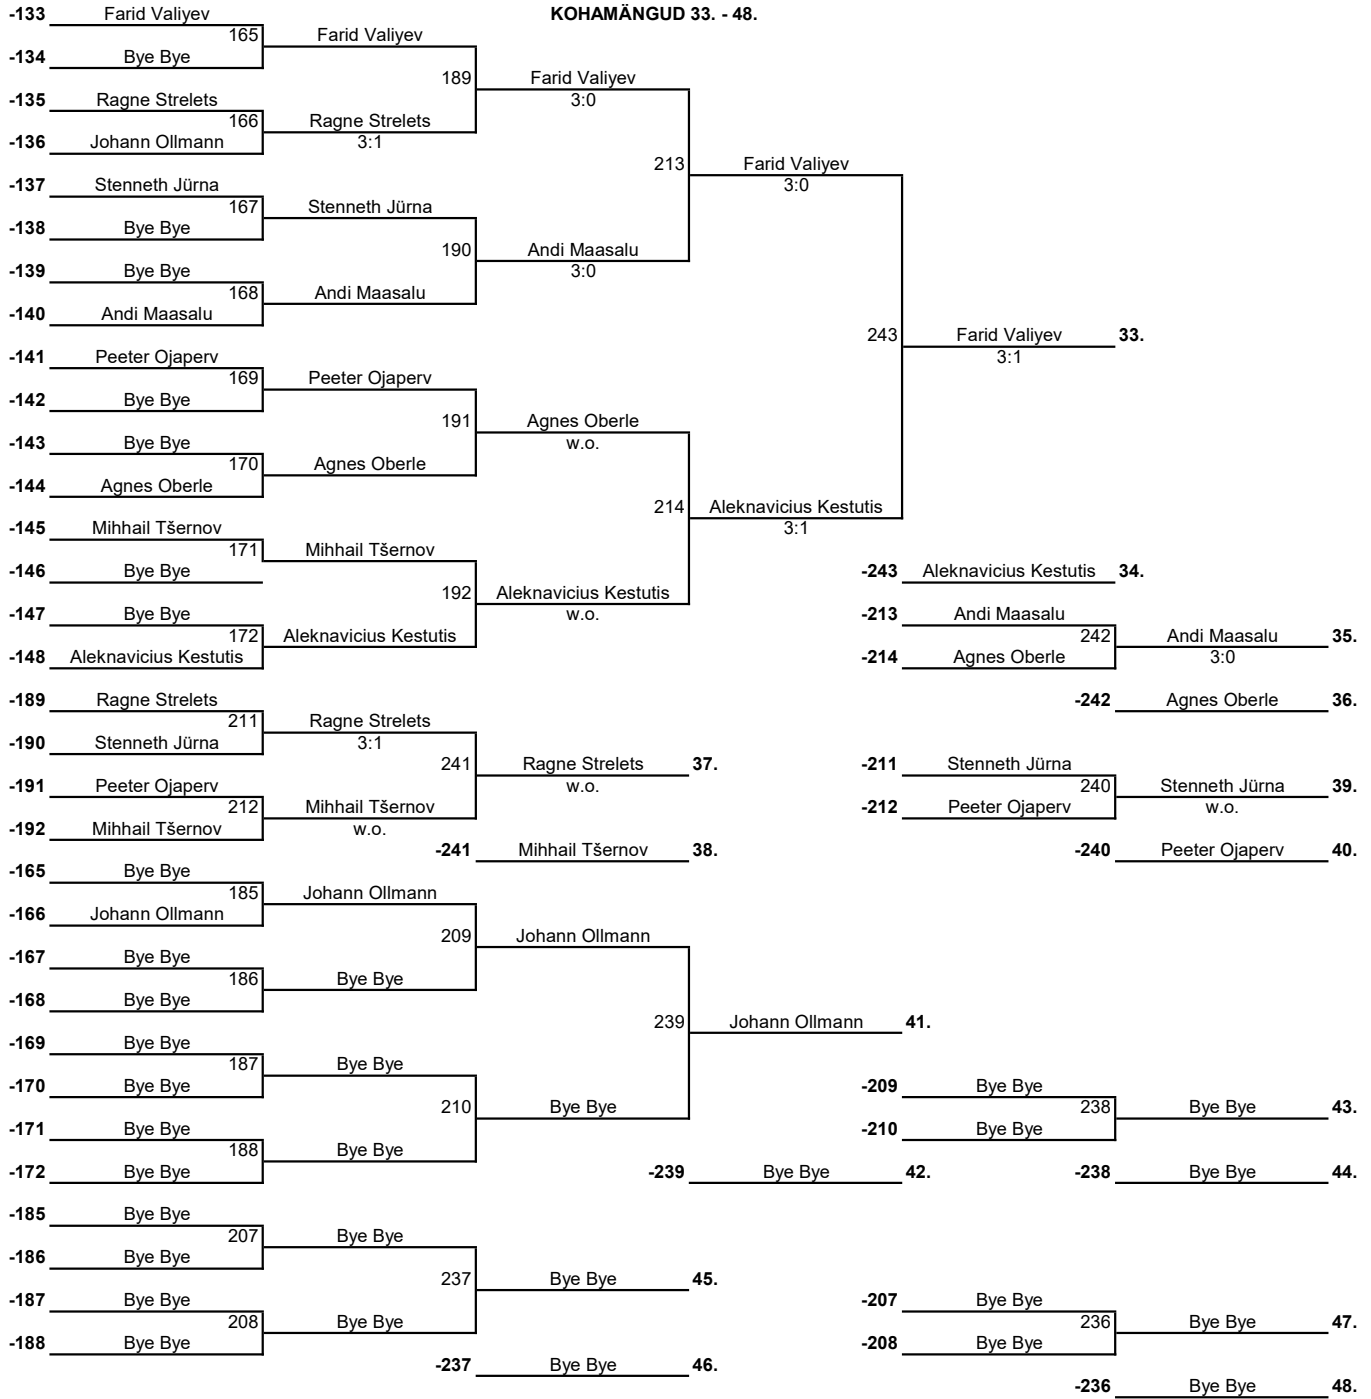 -133 Farid Valiyev KOHAMÄNGUD 33. - 48.
165 Farid Valiyev
-134 Bye Bye
189 Farid Valiyev
-135 Ragne Strelets 3:0
166 Ragne Strelets
-136 Johann Ollmann 3:1
213 Farid Valiyev
-137 Stenneth Jürna 3:0
167 Stenneth Jürna
-138 Bye Bye
190 Andi Maasalu
-139 Bye Bye 3:0
168 Andi Maasalu
-140 Andi Maasalu
243 Farid Valiyev 33.
-141 Peeter Ojaperv 3:1
169 Peeter Ojaperv
-142 Bye Bye
191 Agnes Oberle
-143 Bye Bye w.o.
170 Agnes Oberle
-144 Agnes Oberle
214 Aleknavicius Kestutis
-145 Mihhail Tšernov 3:1
171 Mihhail Tšernov
-146 Bye Bye -243 Aleknavicius Kestutis 34.
192 Aleknavicius Kestutis
-147 Bye Bye w.o. -213 Andi Maasalu
172 Aleknavicius Kestutis 242 Andi Maasalu 35.
-148 Aleknavicius Kestutis -214 Agnes Oberle 3:0
-189 Ragne Strelets -242 Agnes Oberle 36.
211 Ragne Strelets
-190 Stenneth Jürna 3:1
241 Ragne Strelets 37. -211 Stenneth Jürna
-191 Peeter Ojaperv w.o. 240 Stenneth Jürna 39.
212 Mihhail Tšernov -212 Peeter Ojaperv w.o.
-192 Mihhail Tšernov w.o.
-241 Mihhail Tšernov 38. -240 Peeter Ojaperv 40.
-165 Bye Bye
185 Johann Ollmann
-166 Johann Ollmann
209 Johann Ollmann
-167 Bye Bye
186 Bye Bye
-168 Bye Bye
239 Johann Ollmann 41.
-169 Bye Bye
187 Bye Bye
-170 Bye Bye -209 Bye Bye
210 Bye Bye 238 Bye Bye 43.
-171 Bye Bye -210 Bye Bye
188 Bye Bye
-172 Bye Bye -239 Bye Bye 42. -238 Bye Bye 44.
-185 Bye Bye
207 Bye Bye
-186 Bye Bye
237 Bye Bye 45.
-187 Bye Bye -207 Bye Bye
208 Bye Bye 236 Bye Bye 47.
-188 Bye Bye -208 Bye Bye
-237 Bye Bye 46.
-236 Bye Bye 48.